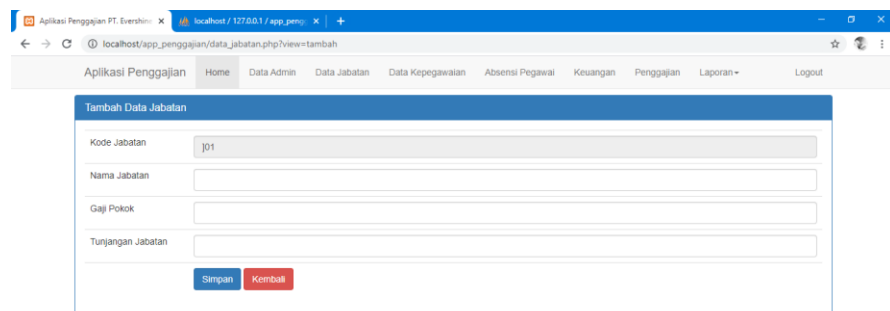 Aplikasi Penggajian PT. Evershine
localhost / 127.0.0.1 / app_pengg
localhost/app_penggajian/data_jabatan.php?view=tambah
Aplikasi Penggajian Home Data Admin Data Jabatan Data Kepegawaian Absensi Pegawai Keuangan Penggajian Laporan Logout
Tambah Data Jabatan
Kode Jabatan
]01
Nama Jabatan
Gaji Pokok
Tunjangan Jabatan
Simpan Kembali